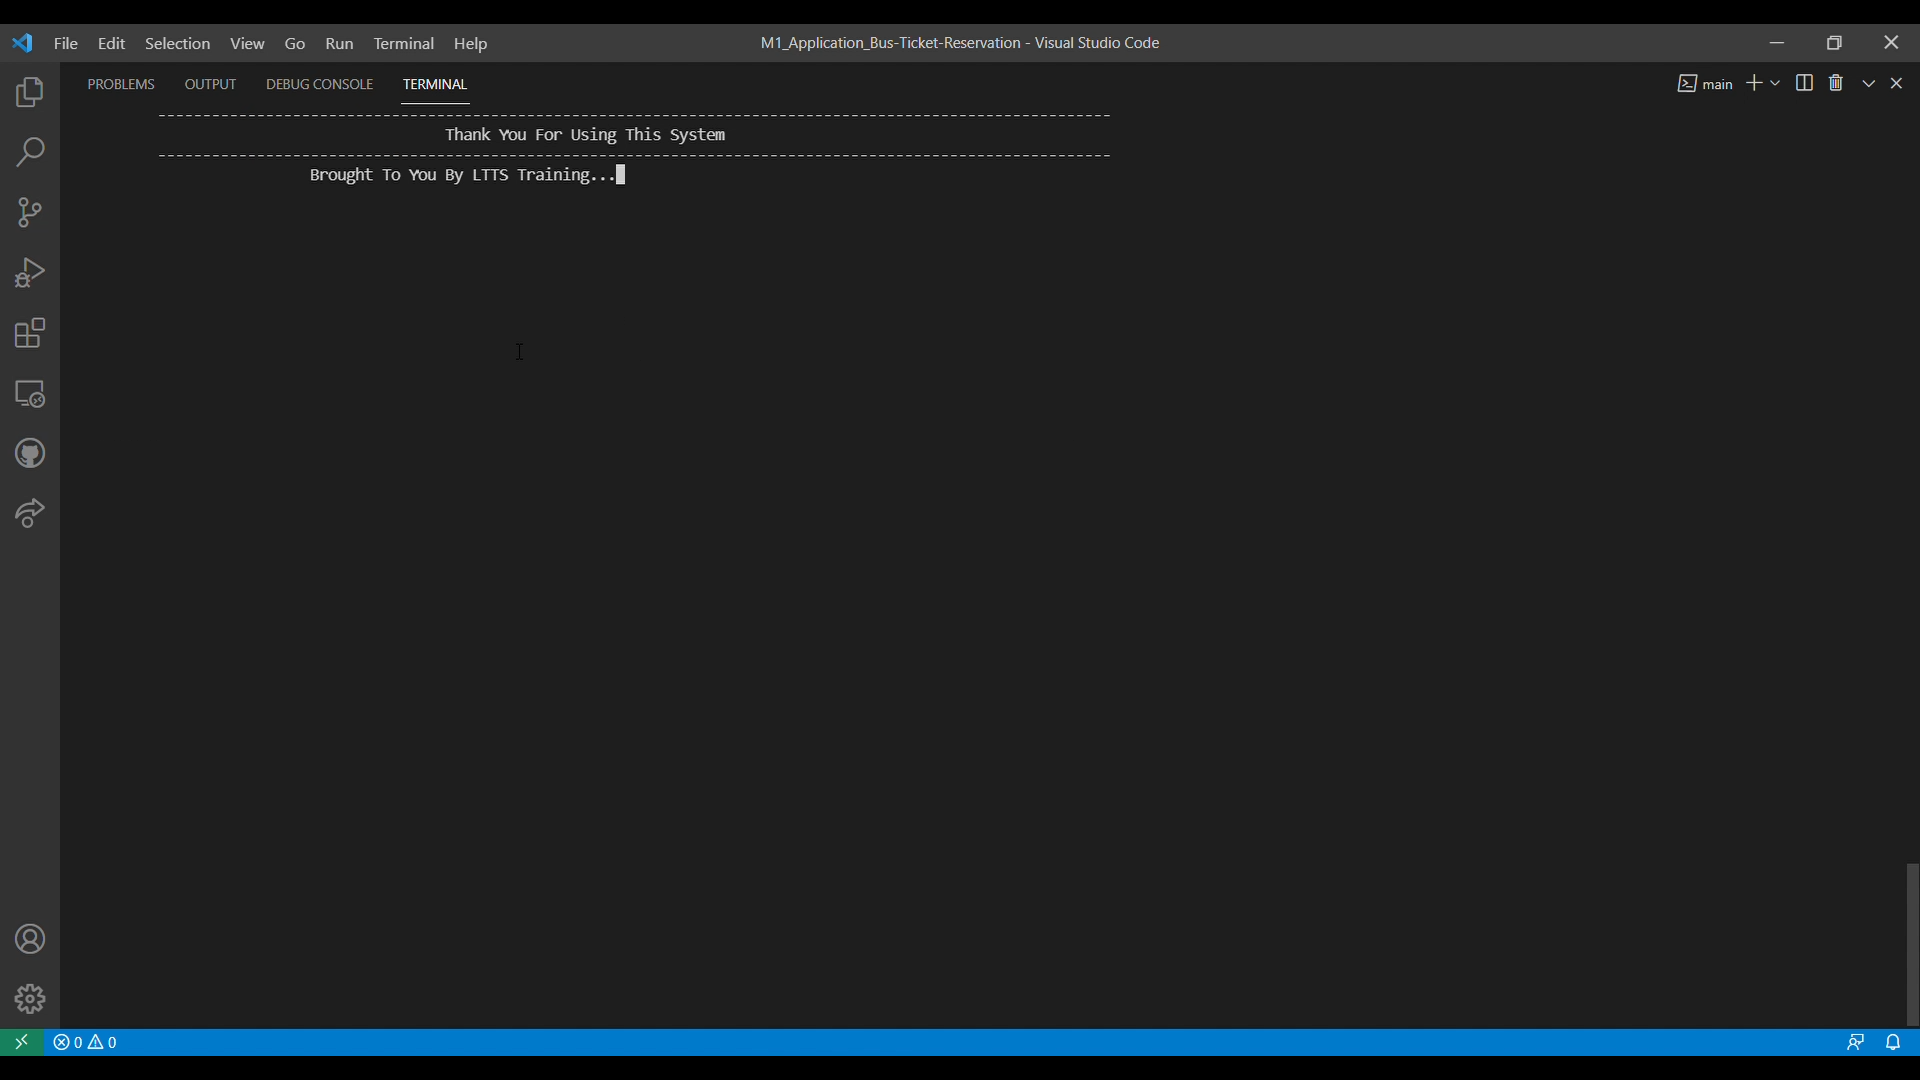 File Edit Selection View Go Run Terminal Help
M1_Application_Bus-Ticket-Reservation - Visual Studio Code
PROBLEMS OUTPUT DEBUG CONSOLE TERMINAL
main
--------------------------------------------------------------------------------------------------
Thank You For Using This System
--------------------------------------------------------------------------------------------------
Brought To You By LTTS Training...
0 0